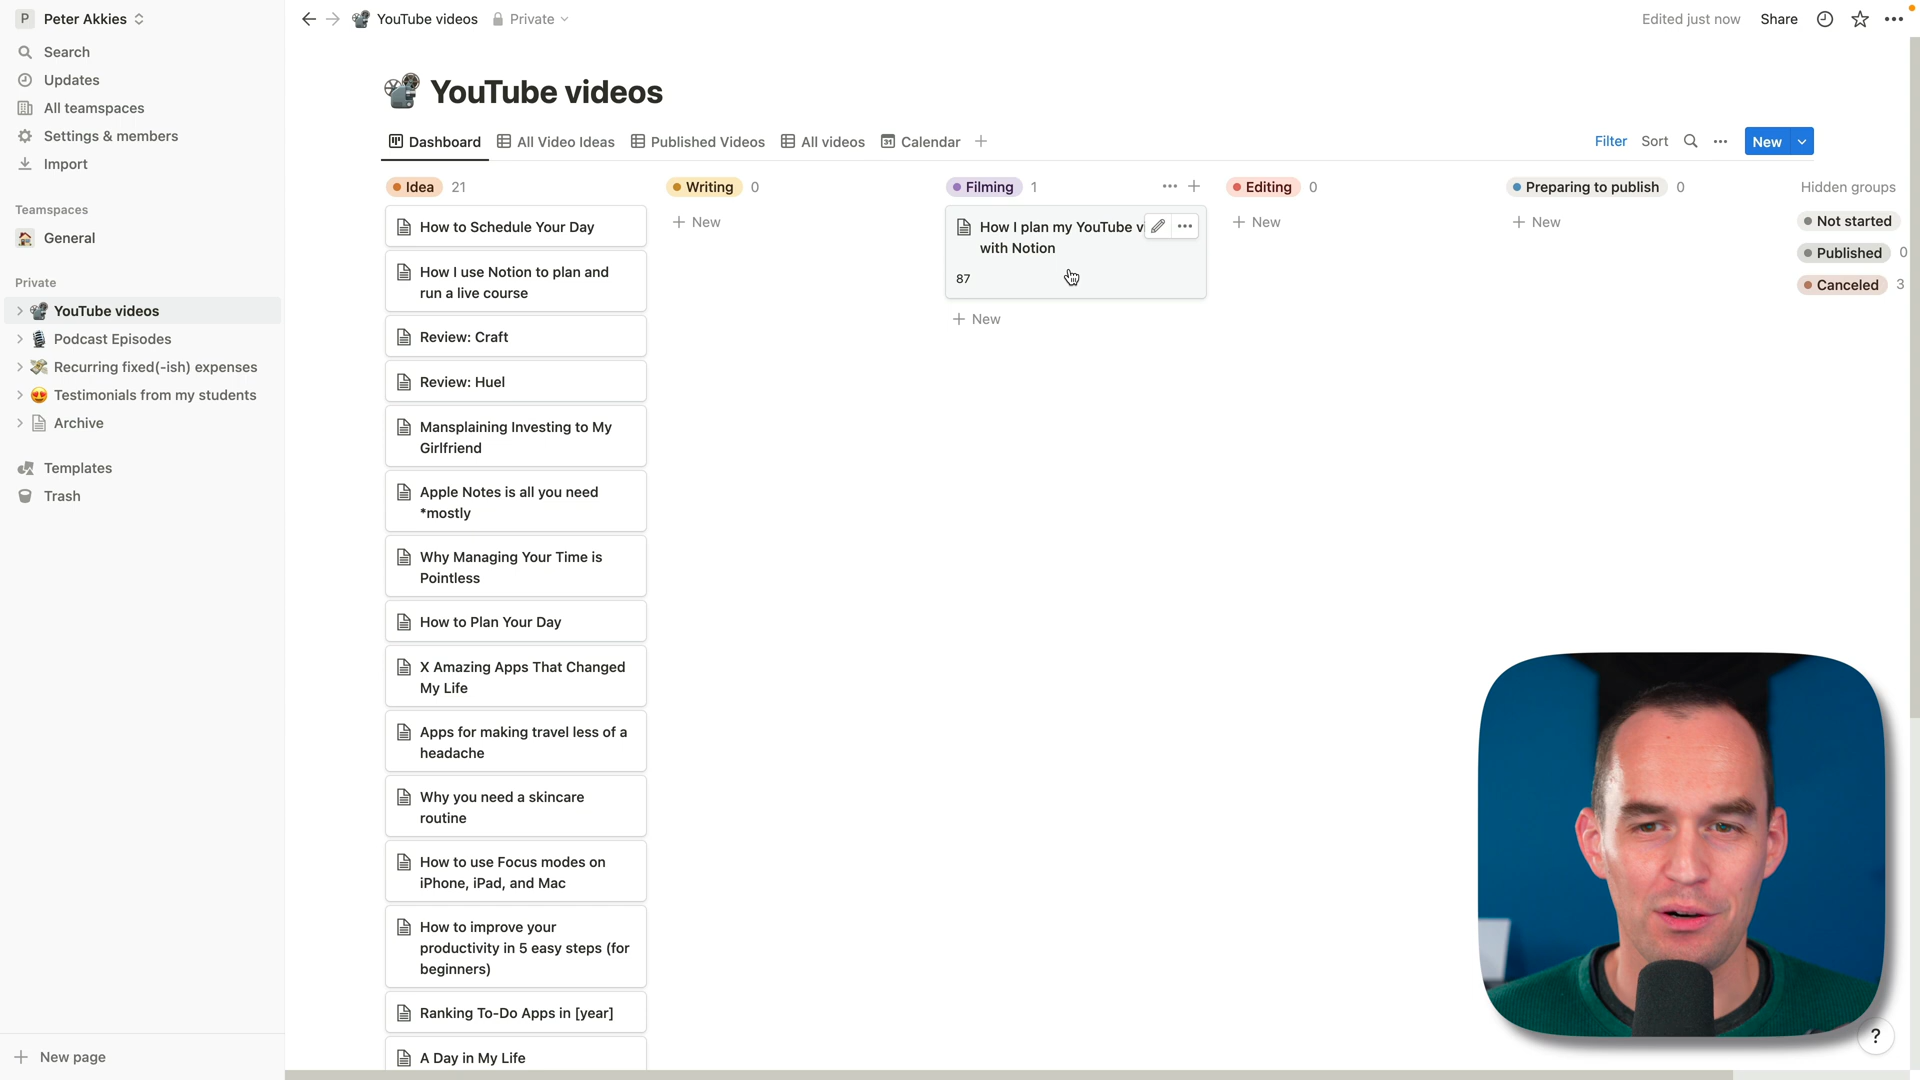 P Peter Akkies
Search
Updates
All teamspaces
Settings & members
Import
Teamspaces
General
Private
YouTube videos
Podcast Episodes
Recurring fixed(-ish) expenses
Testimonials from my students
Archive
Templates
Trash
New page
YouTube videos Private
Edited just now Share
YouTube videos
Dashboard All Video Ideas Published Videos All videos Calendar
Filter Sort New
Idea 21
How to Schedule Your Day
How I use Notion to plan and
run a live course
Review: Craft
Review: Huel
Mansplaining Investing to My
Girlfriend
Apple Notes is all you need
*mostly
Why Managing Your Time is
Pointless
How to Plan Your Day
X Amazing Apps That Changed
My Life
Apps for making travel less of a
headache
Why you need a skincare
routine
How to use Focus modes on
iPhone, iPad, and Mac
How to improve your
productivity in 5 easy steps (for
beginners)
Ranking To-Do Apps in [year]
A Day in My Life
Writing 0
+ New
Filming 1
How I plan my YouTube v
with Notion
87
+ New
Editing 0
+ New
Preparing to publish 0
+ New
Hidden groups
Not started
Published 0
Canceled 3
?